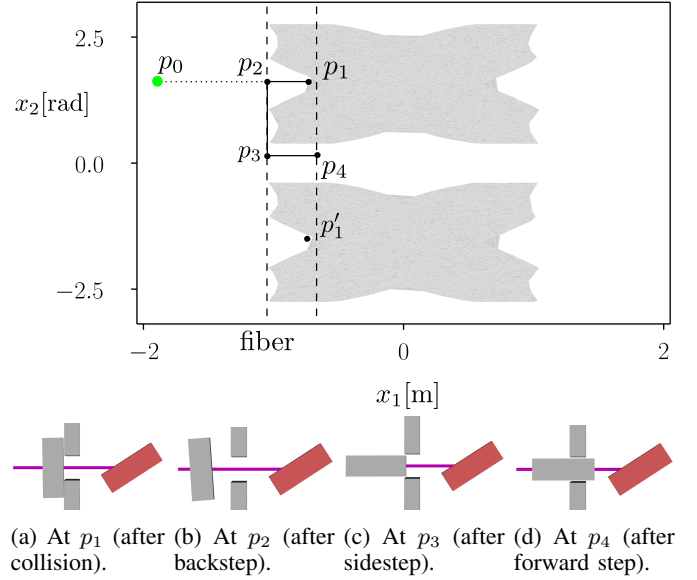 2.5
p₀
p₂
p₁
x₂[rad]
p₃
p₄
0.0
p′₁
−2.5
fiber
−2
0
2
x₁[m]
(a) At p₁ (after collision).
(b) At p₂ (after backstep).
(c) At p₃ (after sidestep).
(d) At p₄ (after forward step).